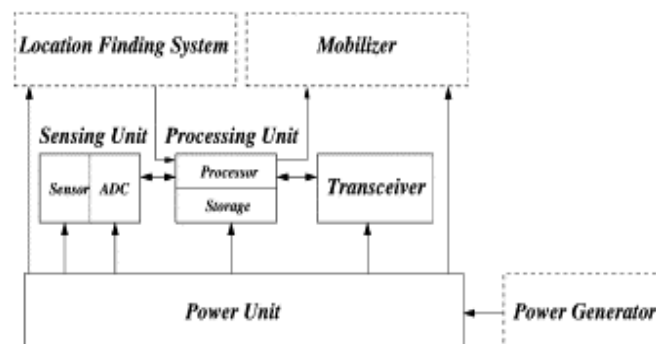 Location Finding System
Mobilizer
Sensing Unit
Processing Unit
Sensor
ADC
Processor
Storage
Transceiver
Power Unit
Power Generator